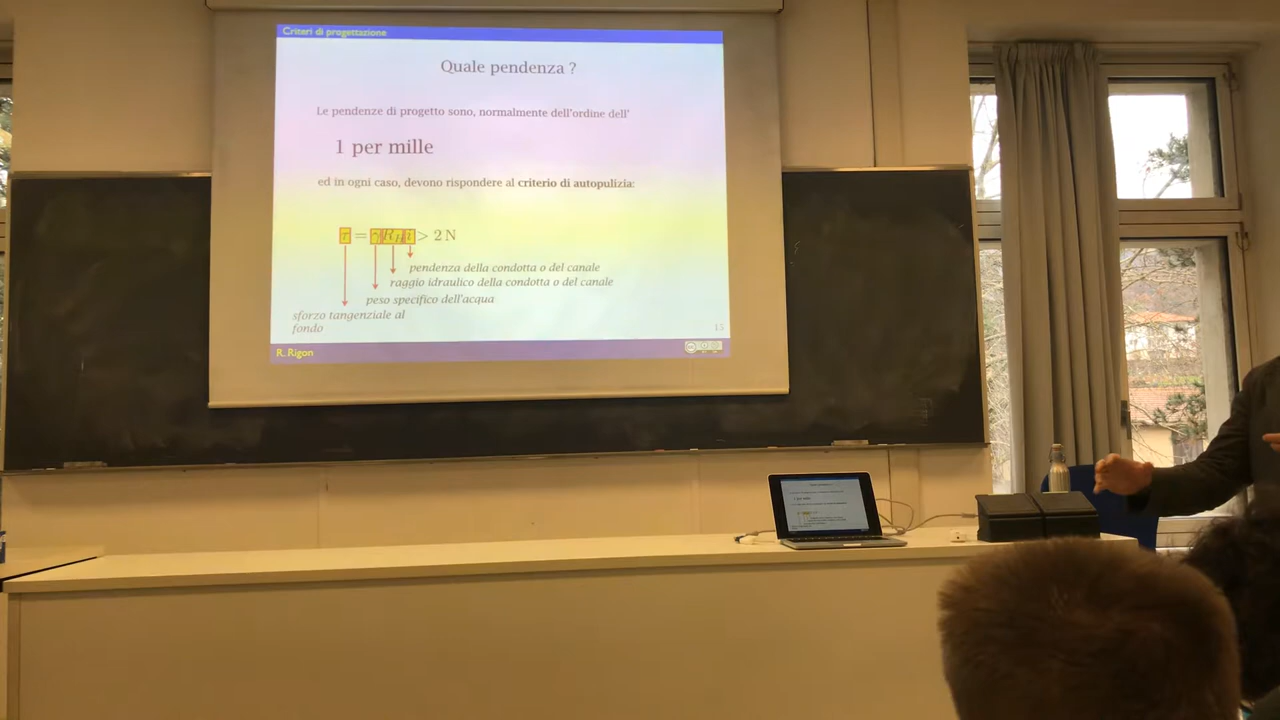 Criteri di progettazione
Quale pendenza ?
Le pendenze di progetto sono, normalmente dell'ordine dell'
1 per mille
ed in ogni caso, devono rispondere al criterio di autopulizia:
τ = γ R_H i > 2 N
pendenza della condotta o del canale
raggio idraulico della condotta o del canale
peso specifico dell'acqua
sforzo tangenziale al
fondo
13
R. Rigon